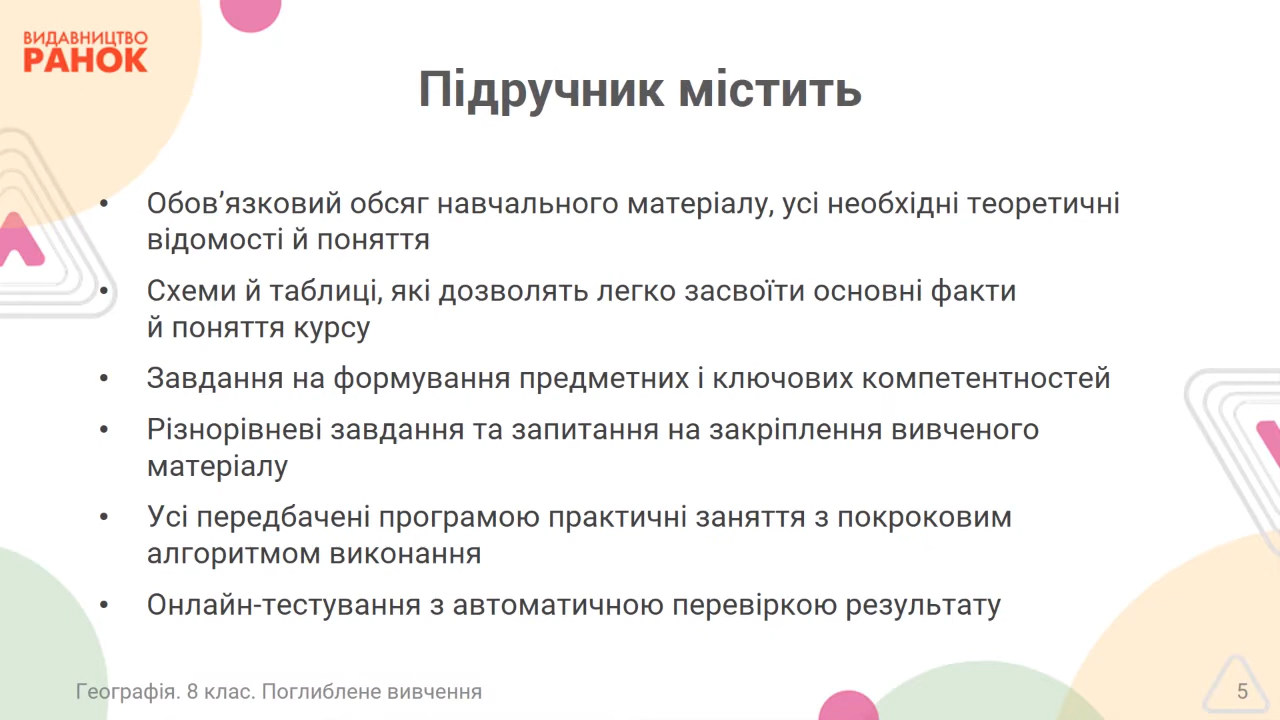 ВИДАВНИЦТВО
РАНОК
Підручник містить
• Обов’язковий обсяг навчального матеріалу, усі необхідні теоретичні
відомості й поняття
• Схеми й таблиці, які дозволять легко засвоїти основні факти
й поняття курсу
• Завдання на формування предметних і ключових компетентностей
• Різнорівневі завдання та запитання на закріплення вивченого
матеріалу
• Усі передбачені програмою практичні заняття з покроковим
алгоритмом виконання
• Онлайн-тестування з автоматичною перевіркою результату
Географія. 8 клас. Поглиблене вивчення
5